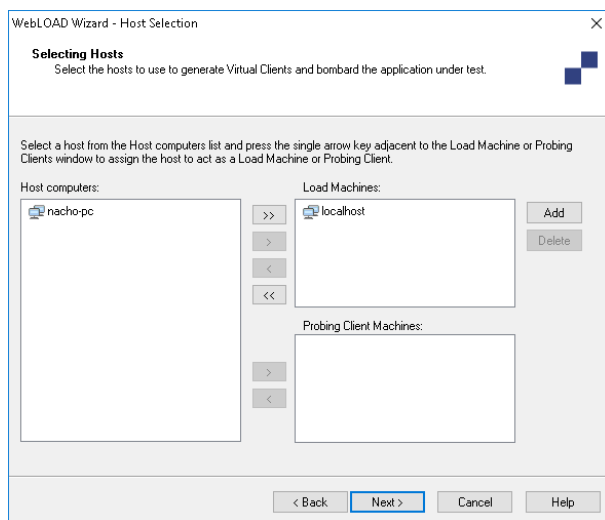 WebLOAD Wizard - Host Selection
Selecting Hosts
Select the hosts to use to generate Virtual Clients and bombard the application under test.
Select a host from the Host computers list and press the single arrow key adjacent to the Load Machine or Probing
Clients window to assign the host to act as a Load Machine or Probing Client.
Host computers:
nacho-pc
>>
>
<
<<
>
<
Load Machines:
localhost
Add
Delete
Probing Client Machines:
< Back
Next >
Cancel
Help